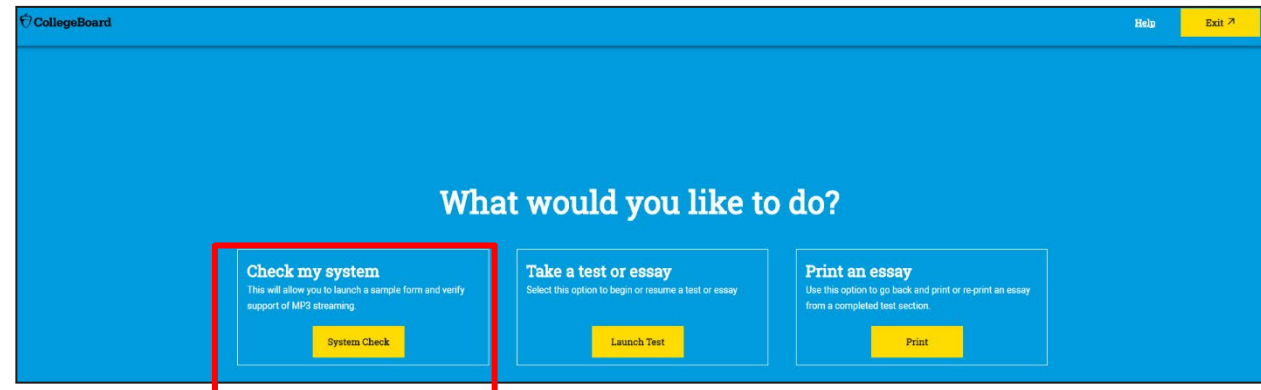 CollegeBoard
Help
Exit ↗
What would you like to do?
Check my system
This will allow you to launch a sample form and verify
support of MP3 streaming.
System Check
Take a test or essay
Select this option to begin or resume a test or essay
Launch Test
Print an essay
Use this option to go back and print or re-print an essay
from a completed test section.
Print